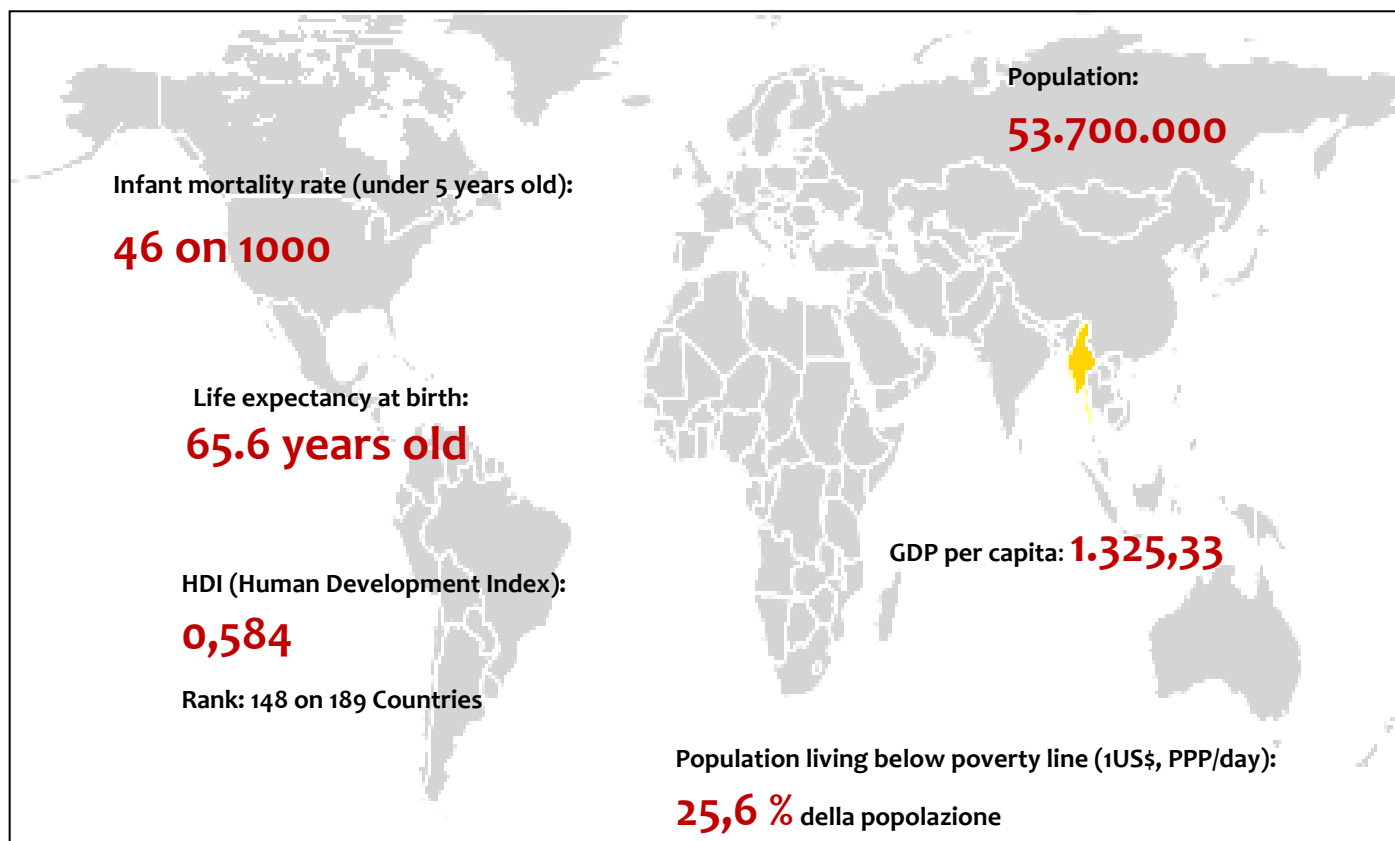 Population:
53.700.000
Infant mortality rate (under 5 years old):
46 on 1000
Life expectancy at birth:
65.6 years old
GDP per capita: 1.325,33
HDI (Human Development Index):
0,584
Rank: 148 on 189 Countries
Population living below poverty line (1US$, PPP/day):
25,6 % della popolazione